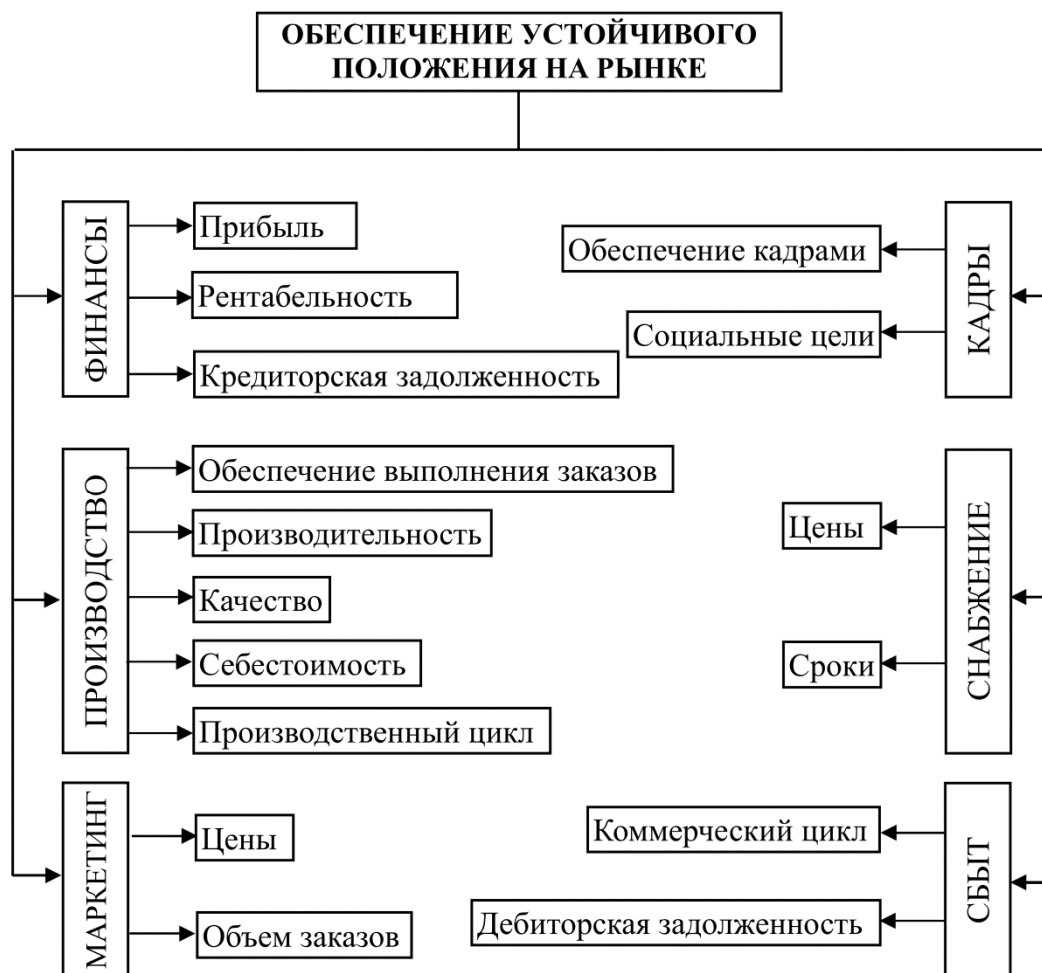 ОБЕСПЕЧЕНИЕ УСТОЙЧИВОГО
ПОЛОЖЕНИЯ НА РЫНКЕ
ФИНАНСЫ
Прибыль
Рентабельность
Кредиторская задолженность
ПРОИЗВОДСТВО
Обеспечение выполнения заказов
Производительность
Качество
Себестоимость
Производственный цикл
МАРКЕТИНГ
Цены
Объем заказов
КАДРЫ
Обеспечение кадрами
Социальные цели
СНАБЖЕНИЕ
Цены
Сроки
СБЫТ
Коммерческий цикл
Дебиторская задолженность